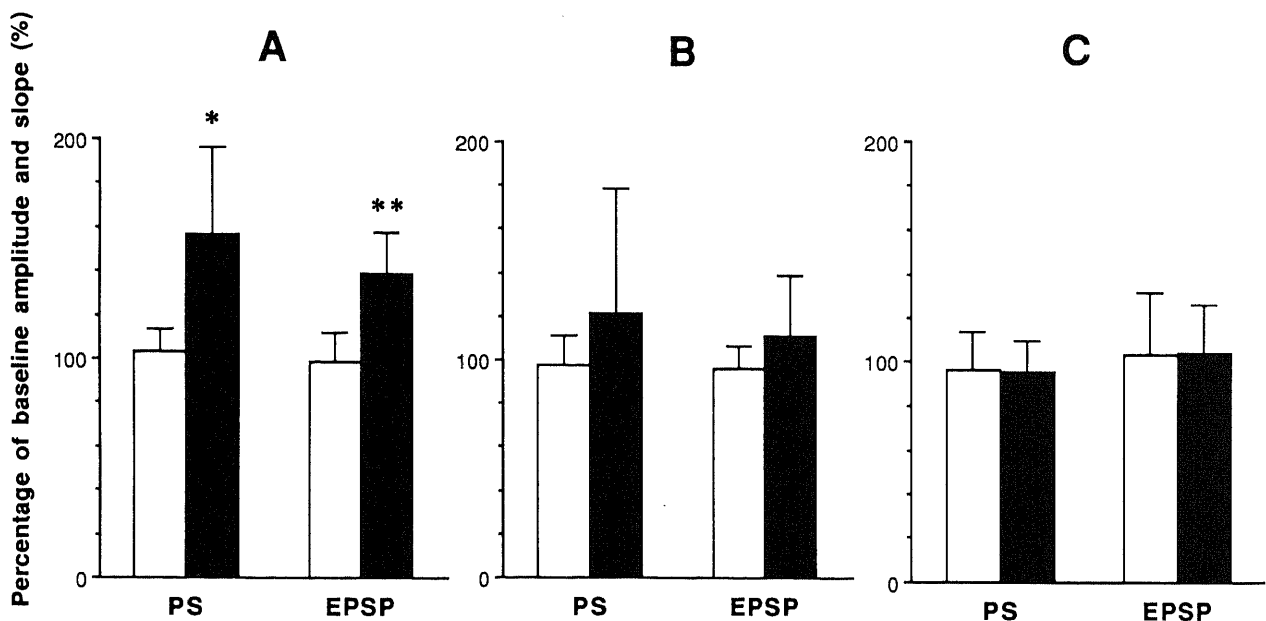 Percentage of baseline amplitude and slope (%)
A
200
100
0
*
**
PS
EPSP
B
200
100
0
PS
EPSP
C
200
100
0
PS
EPSP